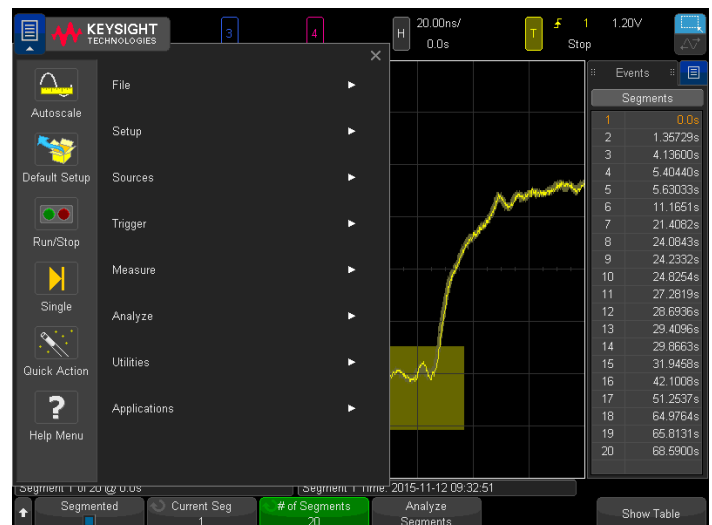 KEYSIGHT
TECHNOLOGIES
3
4
H
20.00ns/
0.0s
T
1
1.20V
Stop
Autoscale
Default Setup
Run/Stop
Single
Quick Action
? 
Help Menu
File
Setup
Sources
Trigger
Measure
Analyze
Utilities
Applications
Events
Segments
1 0.0s
2 1.35729s
3 4.13600s
4 5.40440s
5 5.63033s
6 11.1651s
7 21.4082s
8 24.0843s
9 24.2332s
10 24.8254s
11 27.2819s
12 28.6936s
13 29.4096s
14 29.8663s
15 31.9458s
16 42.1008s
17 51.2537s
18 64.9764s
19 65.8131s
20 68.5900s
Segment 1 of 20 @ 0.0s
Segment 1 Time: 2015-11-12 09:32:51
Segmented
Current Seg
1
# of Segments
20
Analyze
Segments
Show Table